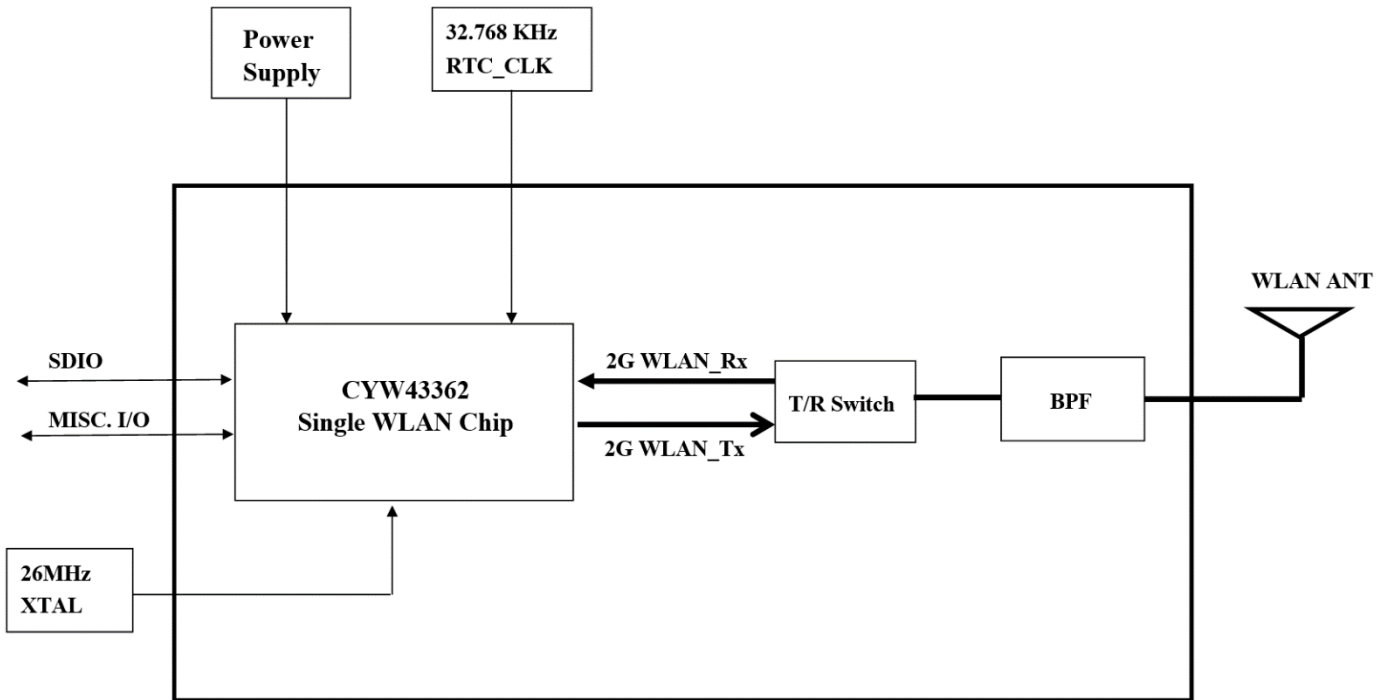 Power
Supply
32.768 KHz
RTC_CLK
WLAN ANT
SDIO
MISC. I/O
CYW43362
Single WLAN Chip
2G WLAN_Rx
2G WLAN_Tx
T/R Switch
BPF
26MHz
XTAL